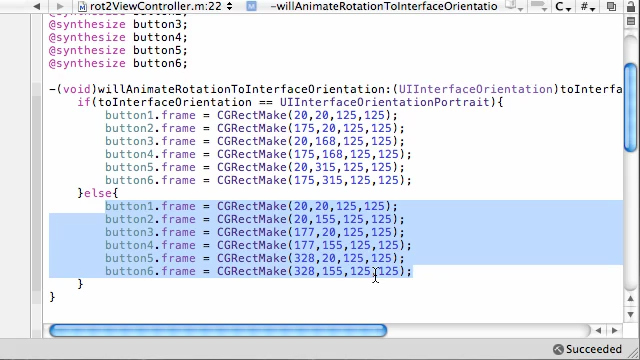 rot2ViewController.m:22 M -willAnimateRotationToInterfaceOrientatio C #
@synthesize button3;
@synthesize button4;
@synthesize button5;
@synthesize button6;
-(void)willAnimateRotationToInterfaceOrientation:(UIInterfaceOrientation)toInterfa
if(toInterfaceOrientation == UIInterfaceOrientationPortrait){
button1.frame = CGRectMake(20,20,125,125);
button2.frame = CGRectMake(175,20,125,125);
button3.frame = CGRectMake(20,168,125,125);
button4.frame = CGRectMake(175,168,125,125);
button5.frame = CGRectMake(20,315,125,125);
button6.frame = CGRectMake(175,315,125,125);
}else{
button1.frame = CGRectMake(20,20,125,125);
button2.frame = CGRectMake(20,155,125,125);
button3.frame = CGRectMake(177,20,125,125);
button4.frame = CGRectMake(177,155,125,125);
button5.frame = CGRectMake(328,20,125,125);
button6.frame = CGRectMake(328,155,125,125);
}
}
Succeeded